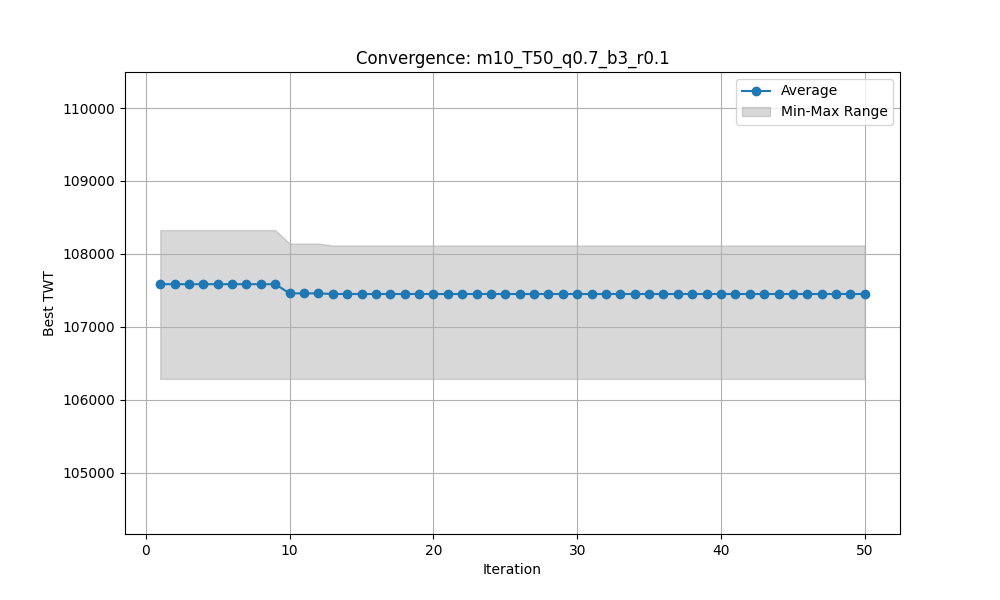 Convergence: m10_T50_q0.7_b3_r0.1
Average
Min-Max Range
Best TWT
110000
109000
108000
107000
106000
105000
0 10 20 30 40 50
Iteration